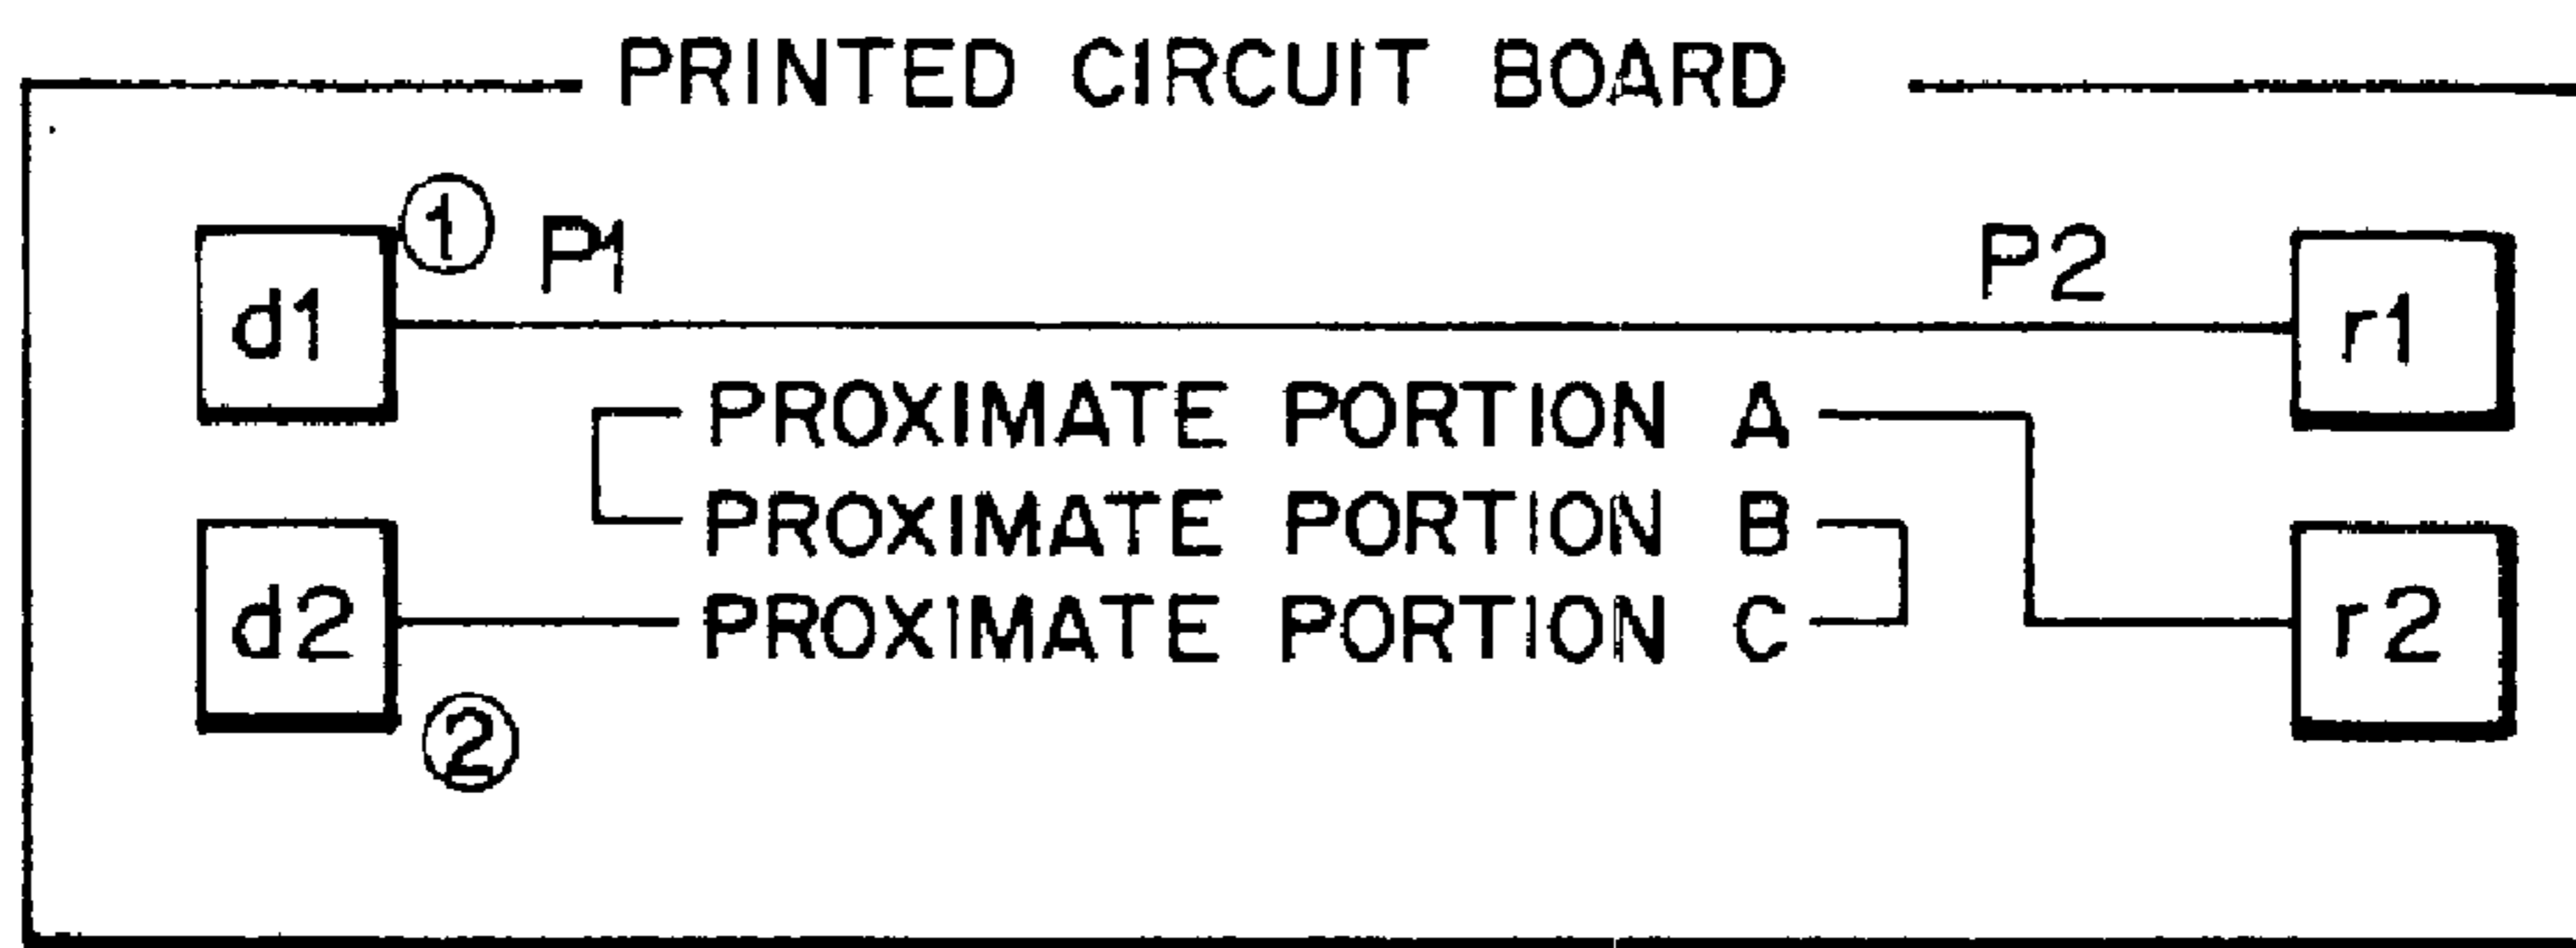 PRINTED CIRCUIT BOARD
① P1 P2
d1 r1
PROXIMATE PORTION A
PROXIMATE PORTION B
d2 PROXIMATE PORTION C r2
②